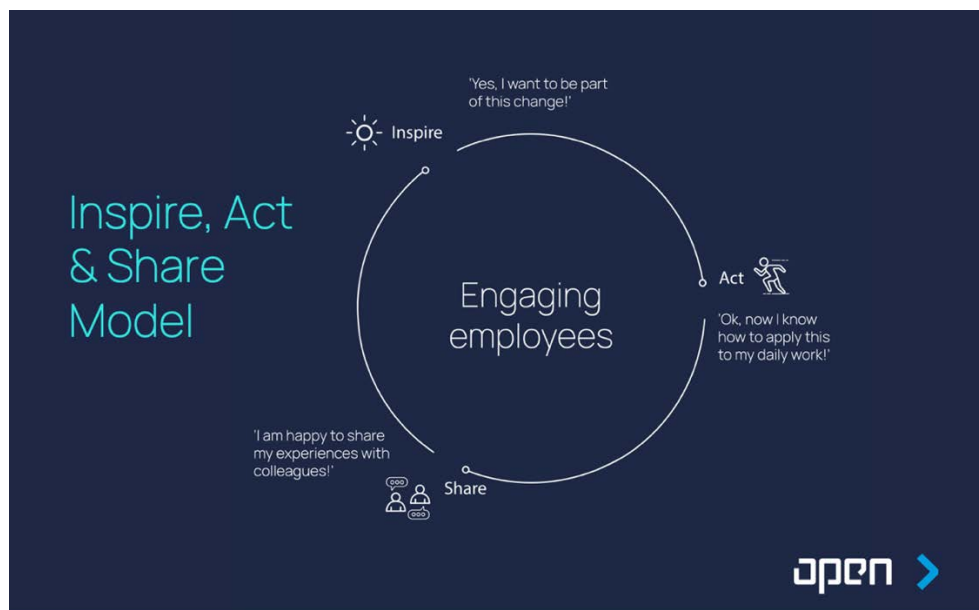 Inspire, Act
& Share
Model
'Yes, I want to be part
of this change!'
Inspire
Engaging
employees
Act
'Ok, now I know
how to apply this
to my daily work!'
'I am happy to share
my experiences with
colleagues!'
Share
open